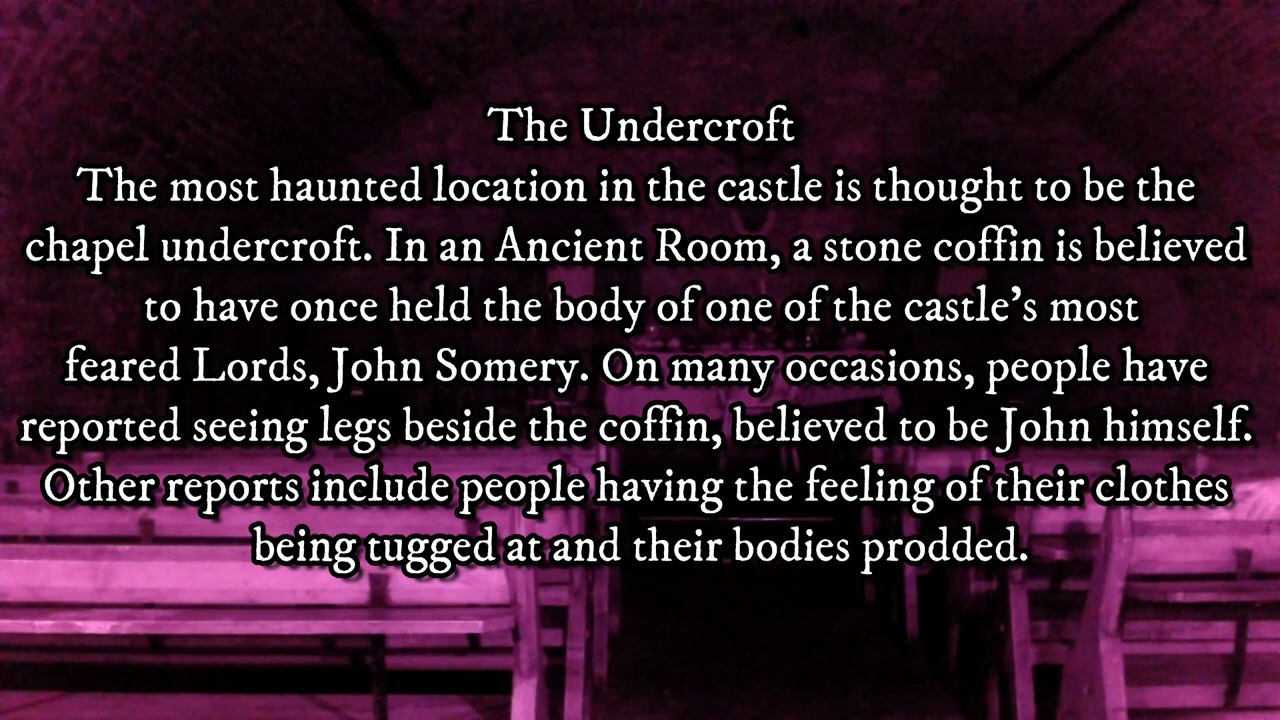 The Undercroft
The most haunted location in the castle is thought to be the
chapel undercroft. In an Ancient Room, a stone coffin is believed
to have once held the body of one of the castle’s most
feared Lords, John Somery. On many occasions, people have
reported seeing legs beside the coffin, believed to be John himself.
Other reports include people having the feeling of their clothes
being tugged at and their bodies prodded.